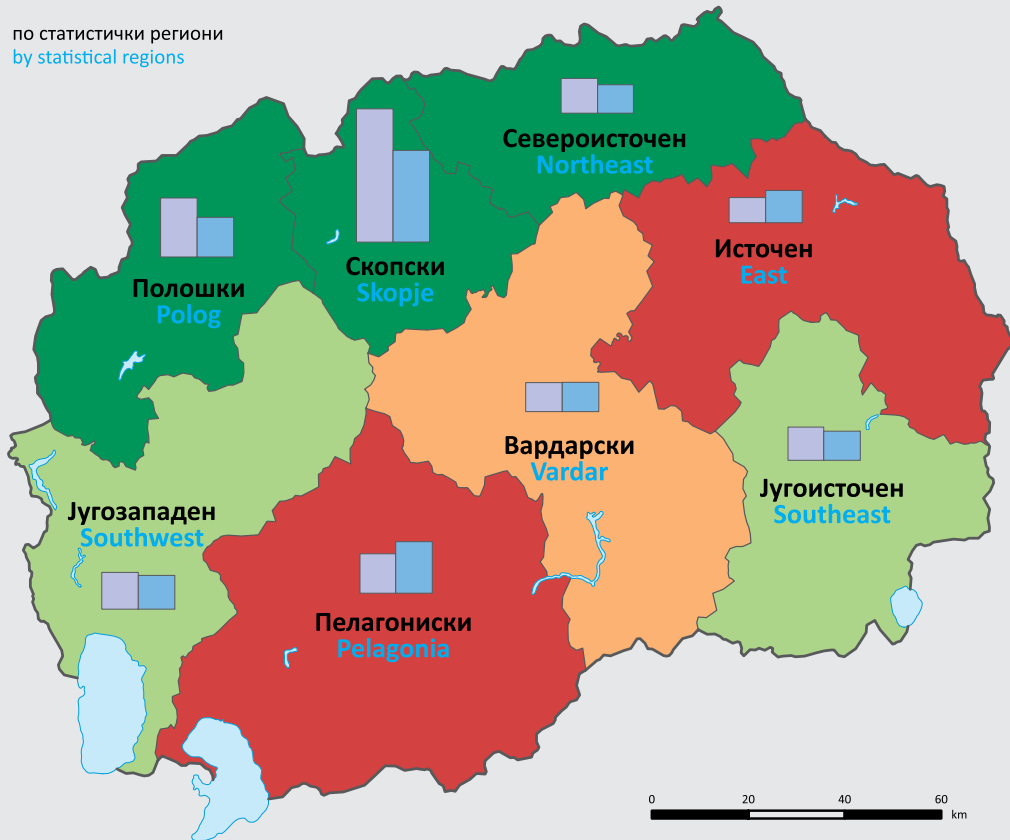 по статистички региони
by statistical regions
Североисточен
Northeast
Источен
East
Скопски
Skopje
Полошки
Polog
Вардарски
Vardar
Југоисточен
Southeast
Југозападен
Southwest
Пелагониски
Pelagonia
0 20 40 60
km